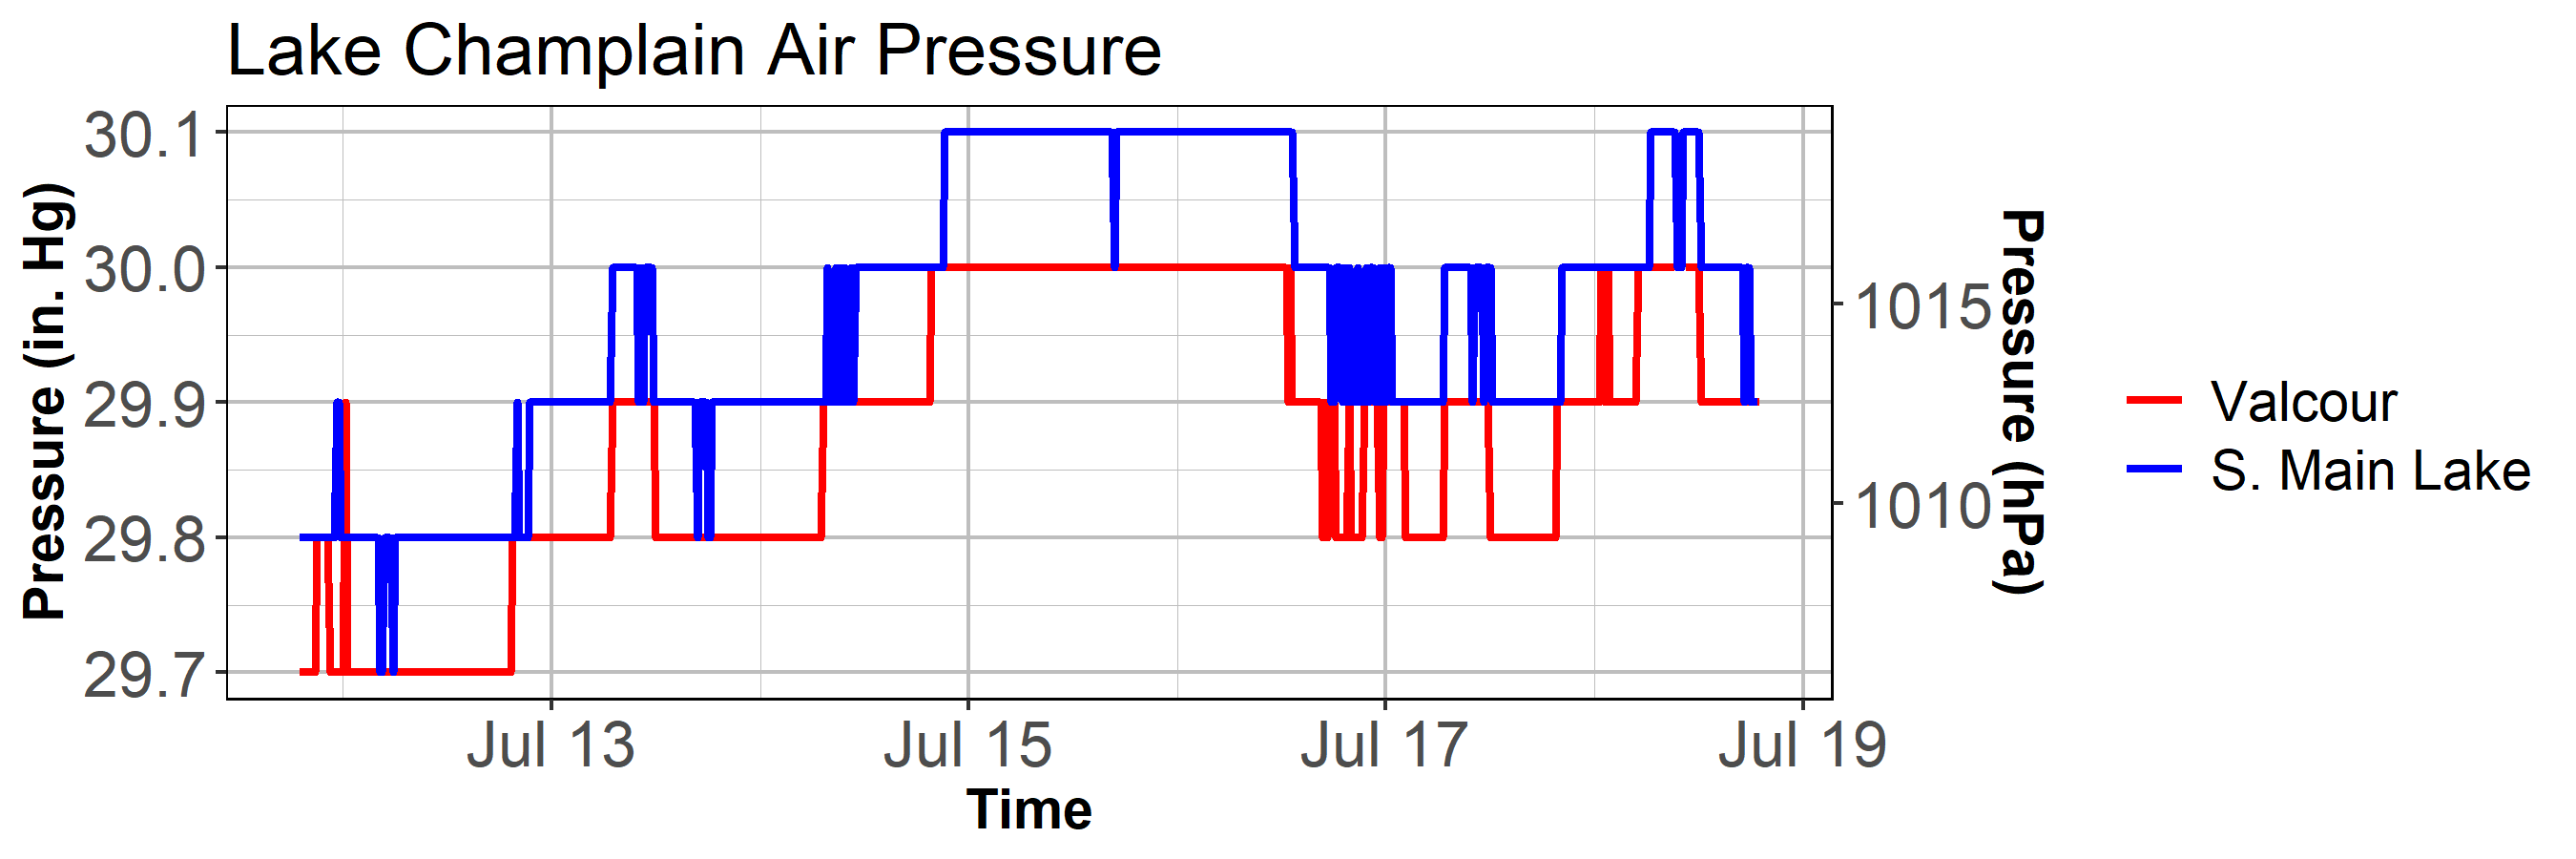 Lake Champlain Air Pressure
Pressure (in. Hg)
30.1
30.0
29.9
29.8
29.7
1015
1010
Pressure (hPa)
Jul 13
Jul 15
Jul 17
Jul 19
Time
Valcour
S. Main Lake